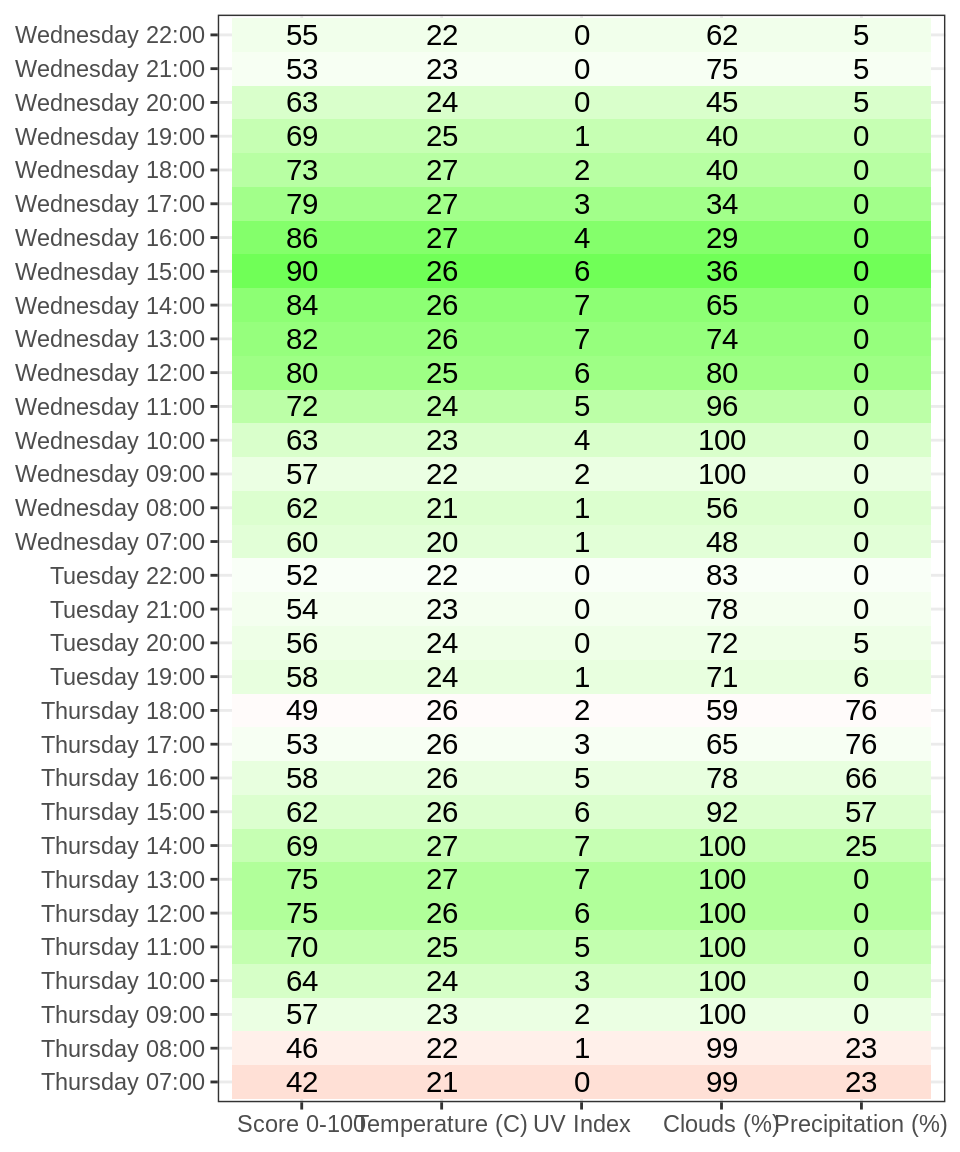 Wednesday 22:00 55 22 0 62 5
Wednesday 21:00 53 23 0 75 5
Wednesday 20:00 63 24 0 45 5
Wednesday 19:00 69 25 1 40 0
Wednesday 18:00 73 27 2 40 0
Wednesday 17:00 79 27 3 34 0
Wednesday 16:00 86 27 4 29 0
Wednesday 15:00 90 26 6 36 0
Wednesday 14:00 84 26 7 65 0
Wednesday 13:00 82 26 7 74 0
Wednesday 12:00 80 25 6 80 0
Wednesday 11:00 72 24 5 96 0
Wednesday 10:00 63 23 4 100 0
Wednesday 09:00 57 22 2 100 0
Wednesday 08:00 62 21 1 56 0
Wednesday 07:00 60 20 1 48 0
Tuesday 22:00 52 22 0 83 0
Tuesday 21:00 54 23 0 78 0
Tuesday 20:00 56 24 0 72 5
Tuesday 19:00 58 24 1 71 6
Thursday 18:00 49 26 2 59 76
Thursday 17:00 53 26 3 65 76
Thursday 16:00 58 26 5 78 66
Thursday 15:00 62 26 6 92 57
Thursday 14:00 69 27 7 100 25
Thursday 13:00 75 27 7 100 0
Thursday 12:00 75 26 6 100 0
Thursday 11:00 70 25 5 100 0
Thursday 10:00 64 24 3 100 0
Thursday 09:00 57 23 2 100 0
Thursday 08:00 46 22 1 99 23
Thursday 07:00 42 21 0 99 23
Score 0-100 Temperature (C) UV Index Clouds (%) Precipitation (%)